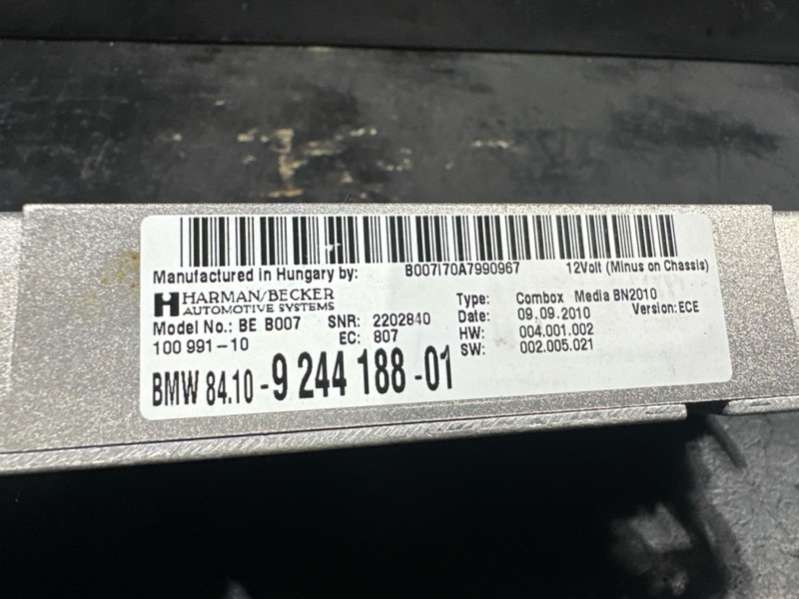 B007I70A7990967
Manufactured in Hungary by: 12Volt (Minus on Chassis)
HARMAN/BECKER
AUTOMOTIVE SYSTEMS
Type: Combox Media BN2010
Date: 09.09.2010 Version: ECE
Model No.: BE B007 SNR: 2202840 HW: 004.001.002
100 991-10 EC: 807 SW: 002.005.021
BMW 84.10 - 9 244 188 - 01